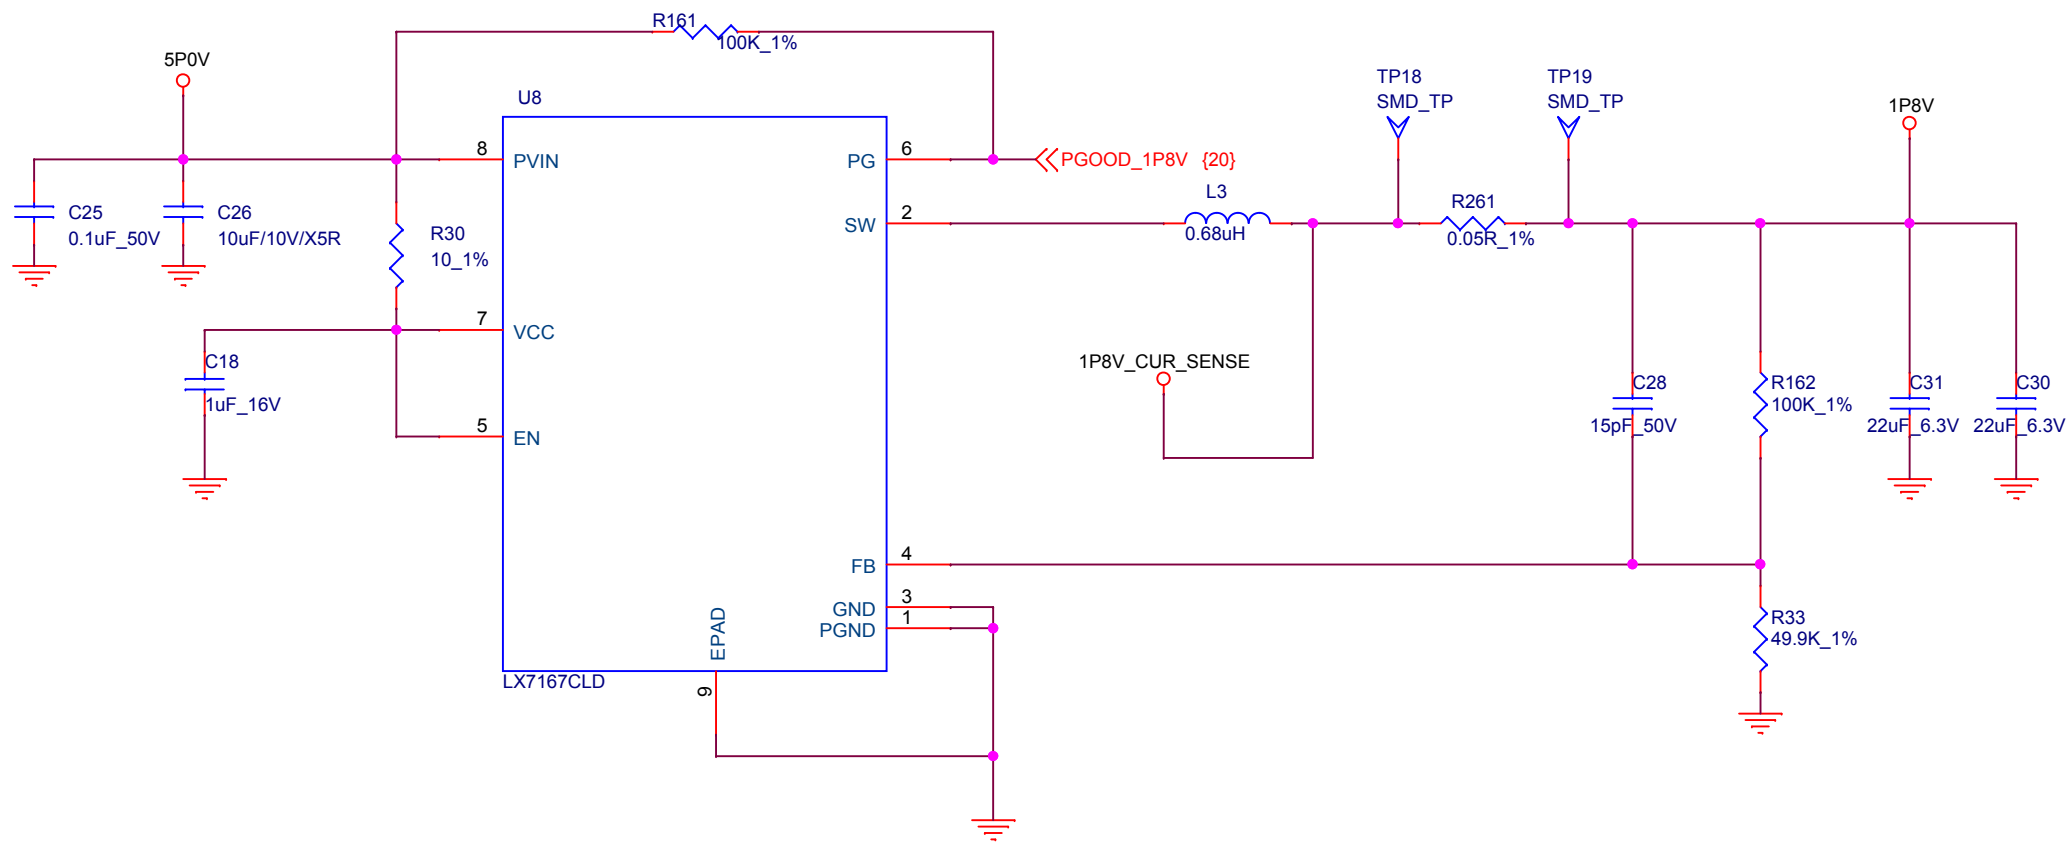 R161
100K_1%
5P0V
U8
TP18
SMD_TP
TP19
SMD_TP
1P8V
8
PVIN
PG
6
PGOOD_1P8V {20}
C25
0.1uF_50V
C26
10uF/10V/X5R
R30
10_1%
SW
2
L3
0.68uH
R261
0.05R_1%
7
VCC
C18
1uF_16V
1P8V_CUR_SENSE
5
EN
C28
15pF_50V
R162
100K_1%
C31
22uF_6.3V
C30
22uF_6.3V
FB
4
GND
3
PGND
1
EPAD
9
R33
49.9K_1%
LX7167CLD